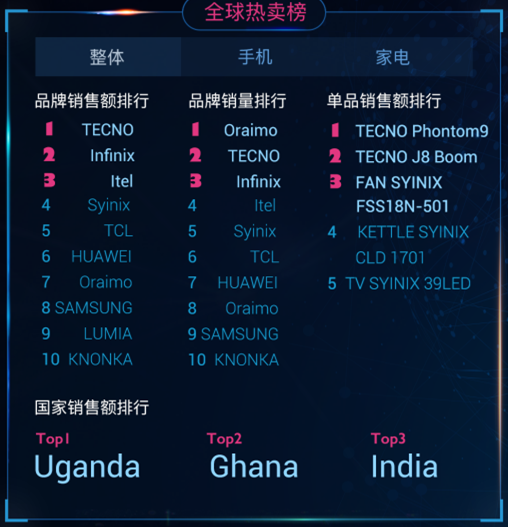 全球热卖榜
整体 手机 家电
品牌销售额排行 品牌销量排行 单品销售额排行
1 TECNO 1 Oraimo 1 TECNO Phontom9
2 Infinix 2 TECNO 2 TECNO J8 Boom
3 Itel 3 Infinix 3 FAN SYINIX
4 Syinix 4 Itel FSS18N-501
5 TCL 5 Syinix 4 KETTLE SYINIX
6 HUAWEI 6 TCL CLD 1701
7 Oraimo 7 HUAWEI 5 TV SYINIX 39LED
8 SAMSUNG 8 Oraimo
9 LUMIA 9 SAMSUNG
10 KNONKA 10 KNONKA
国家销售额排行
Top1 Top2 Top3
Uganda Ghana India